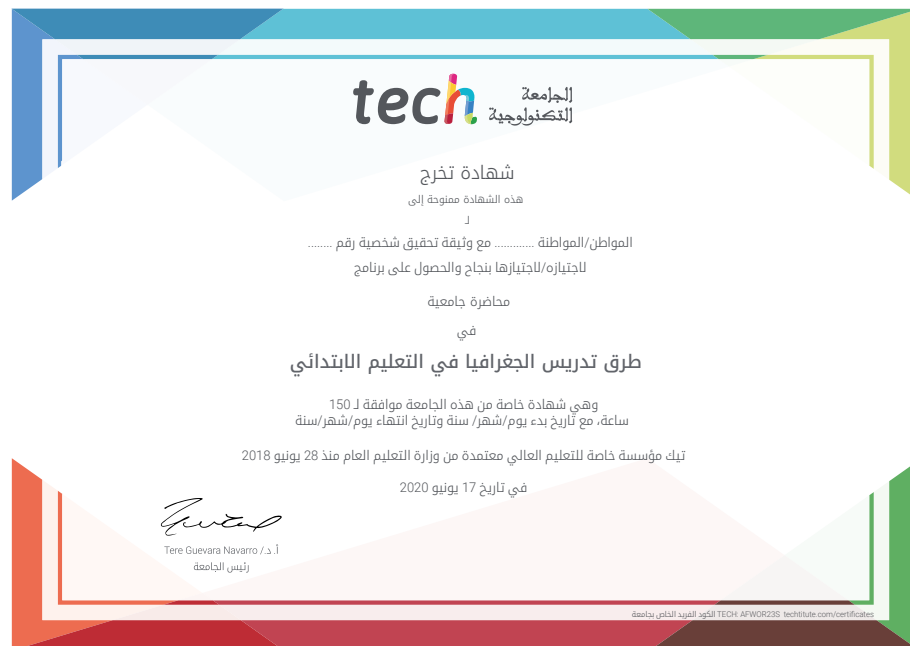 tech
الجامعة
التكنولوجية
شهادة تخرج
هذه الشهادة ممنوحة إلى
لـ
المواطن/المواطنة ............ مع وثيقة تحقيق شخصية رقم ........
لاجتيازه/لاجتيازها بنجاح والحصول على برنامج
محاضرة جامعية
في
طرق تدريس الجغرافيا في التعليم الابتدائي
وهي شهادة خاصة من هذه الجامعة موافقة لـ 150
ساعة، مع تاريخ بدء يوم/شهر/ سنة وتاريخ انتهاء يوم/شهر/سنة
تيك مؤسسة خاصة للتعليم العالي معتمدة من وزارة التعليم العام منذ 28 يونيو 2018
في تاريخ 17 يونيو 2020
أ. د./ Tere Guevara Navarro
رئيس الجامعة
الكود الفريد الخاص بجامعة TECH: AFWOR23S techtitute.com/certificates